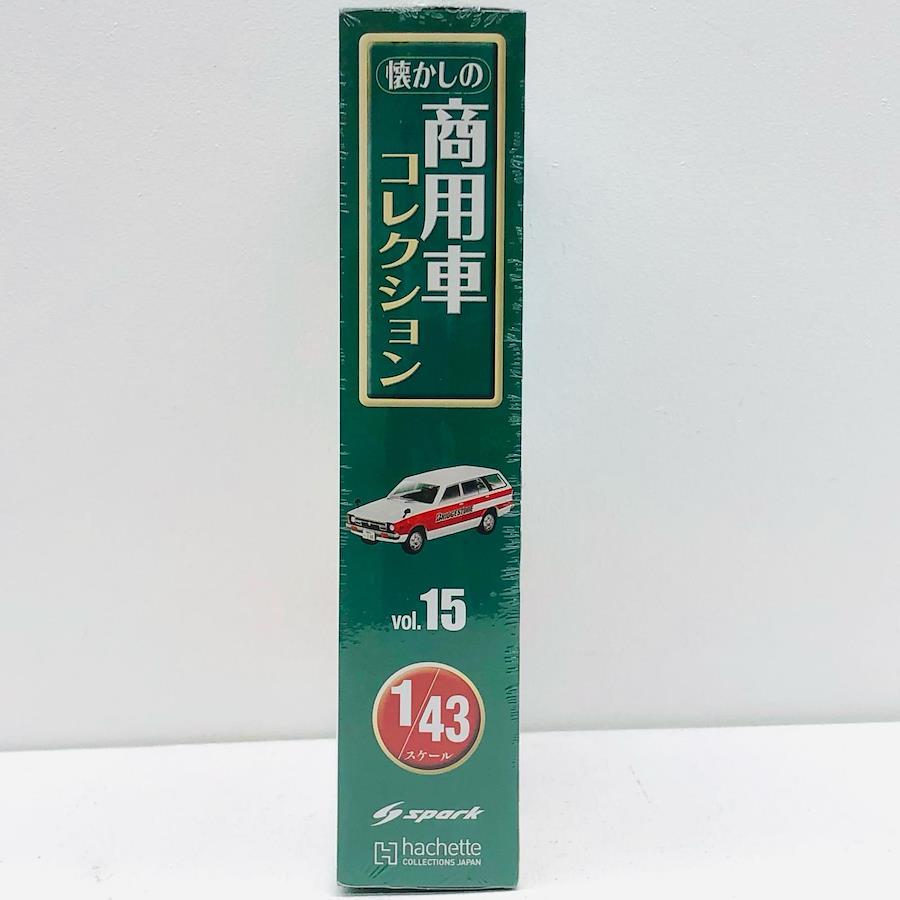 懐かしの
商用車
コレクション
BRIDGESTONE
vol.15
1/43
スケール
spark
hachette
COLLECTIONS JAPAN